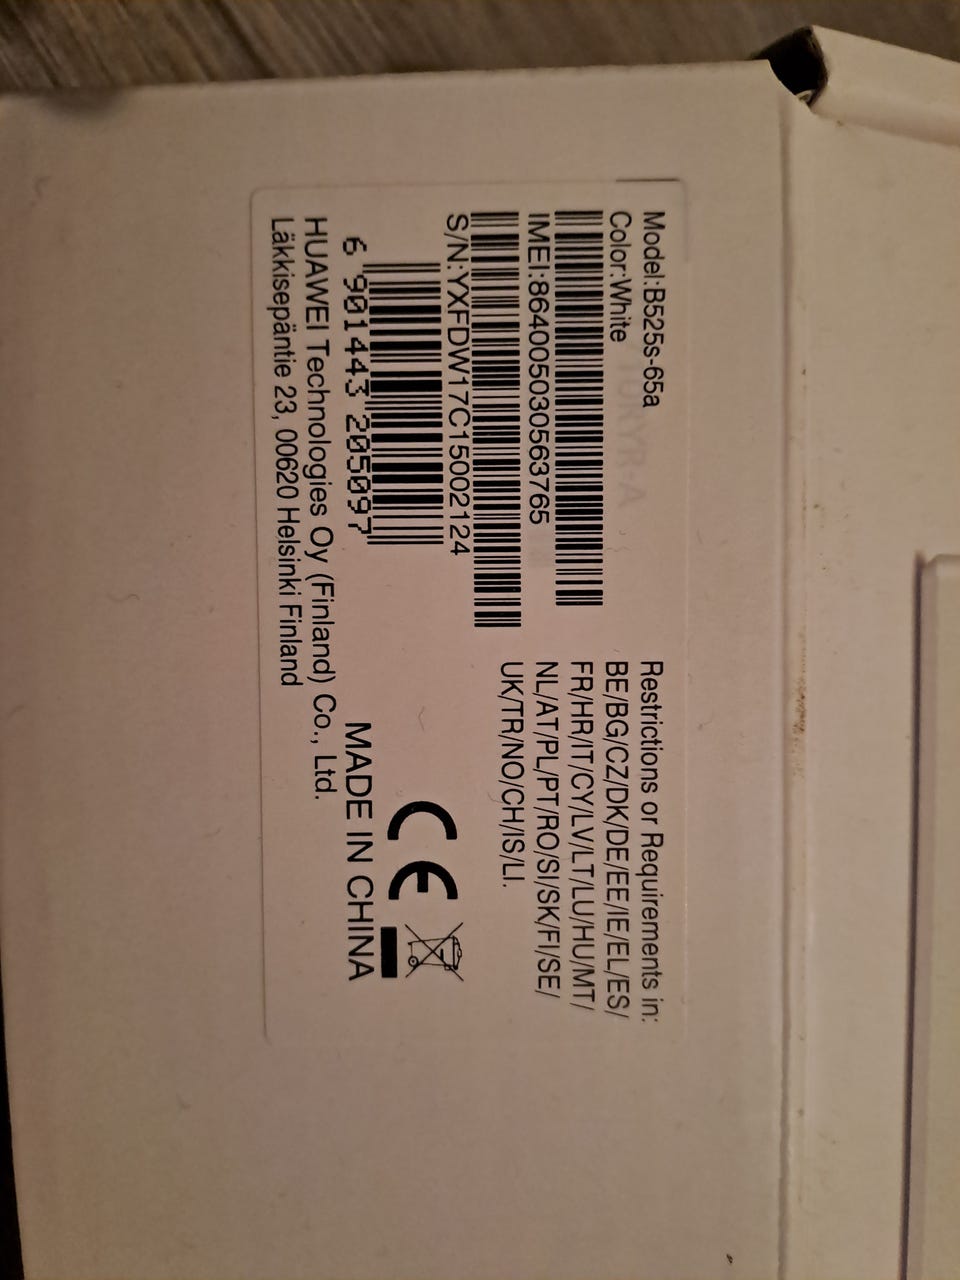 Model:B525s-65a
Color:White
IMEI:864005030563765
S/N:YXFDW17C15002124
6 901443 205097
HUAWEI Technologies Oy (Finland) Co., Ltd.
Läkkisepäntie 23, 00620 Helsinki Finland
Restrictions or Requirements in:
BE/BG/CZ/DK/DE/EE/IE/EL/ES/
FR/HR/IT/CY/LV/LT/LU/HU/MT/
NL/AT/PL/PT/RO/SI/SK/FI/SE/
UK/TR/NO/CH/IS/LI.
CE
MADE IN CHINA